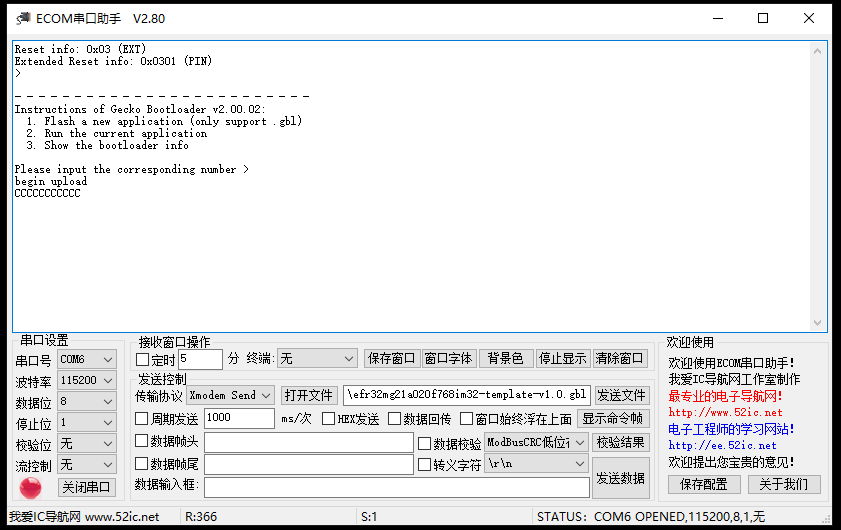 ECOM串口助手 V2.80
Reset info: 0x03 (EXT)
Extended Reset info: 0x0301 (PIN)
>
- - - - - - - - - - - - - - - - - - - - - - - - -
Instructions of Gecko Bootloader v2.00.02:
1. Flash a new application (only support .gbl)
2. Run the current application
3. Show the bootloader info
Please input the corresponding number >
begin upload
CCCCCCCCCCC
串口设置
串口号 COM6
波特率 115200
数据位 8
停止位 1
校验位 无
流控制 无
关闭串口
接收窗口操作
定时 5 分 终端: 无 保存窗口 窗口字体 背景色 停止显示 清除窗口
发送控制
传输协议 Xmodem Send 打开文件 \efr32mg21a020f768im32-template-v1.0.gbl 发送文件
周期发送 1000 ms/次 HEX发送 数据回传 窗口始终浮在上面 显示命令帧
数据帧头 数据校验 ModBusCRC低位 校验结果
数据帧尾 转义字符 \r\n 发送数据
数据输入框:
欢迎使用
欢迎使用ECOM串口助手!
我爱IC导航网工作室制作
最专业的电子导航网!
http://www.52ic.net
电子工程师的学习网站!
http://ee.52ic.net
欢迎提出您宝贵的意见!
保存配置 关于我们
我爱IC导航网 www.52ic.net R:366 S:1 STATUS: COM6 OPENED,115200,8,1,无